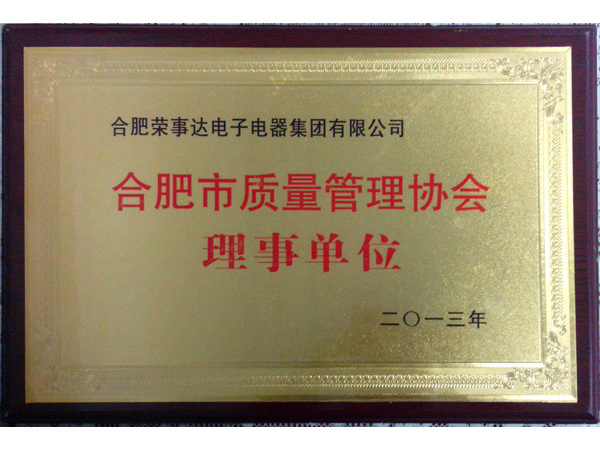 合肥荣事达电子电器集团有限公司
合肥市质量管理协会
理事单位
二〇一三年